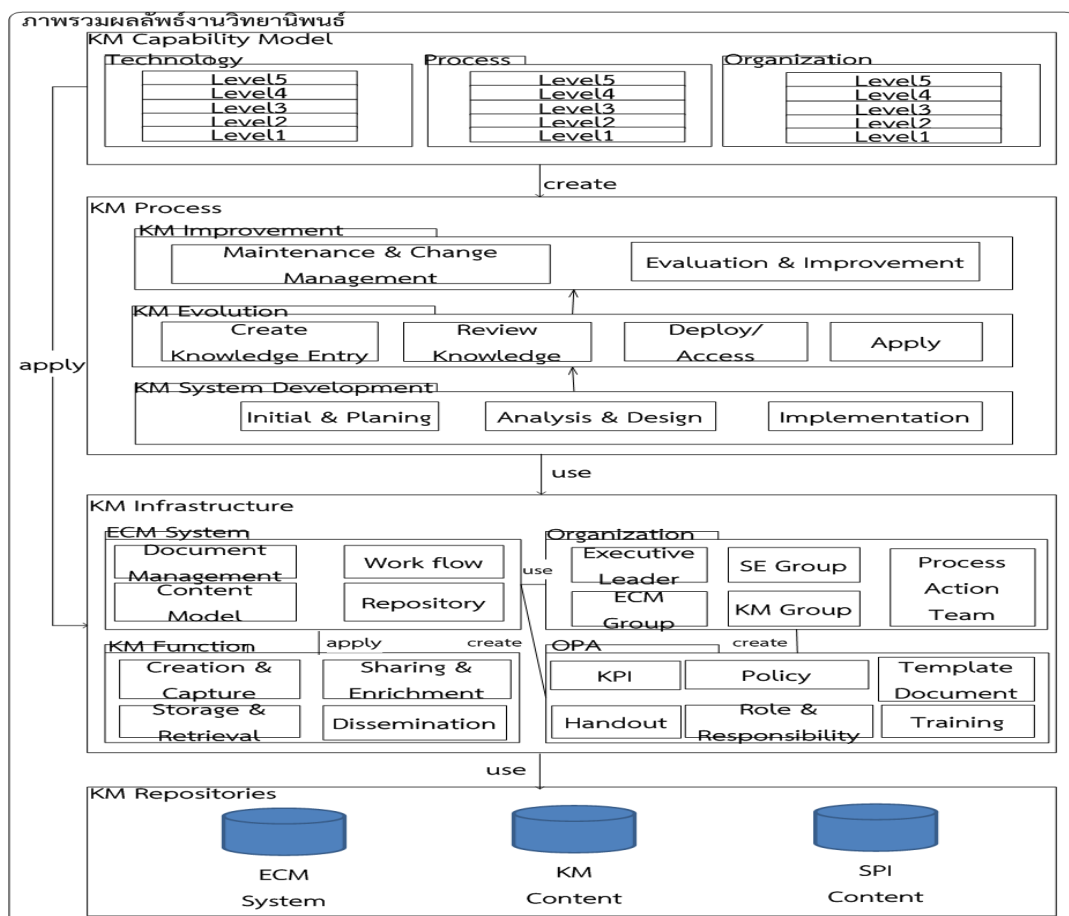 ภาพรวมผลลัพธ์งานวิทยานิพนธ์
KM Capability Model
Technology
Level5
Level4
Level3
Level2
Level1
Process
Level5
Level4
Level3
Level2
Level1
Organization
Level5
Level4
Level3
Level2
Level1
create
apply
KM Process
KM Improvement
Maintenance & Change
Management
Evaluation & Improvement
KM Evolution
Create
Knowledge Entry
Review
Knowledge
Deploy/
Access
Apply
KM System Development
Initial & Planing
Analysis & Design
Implementation
use
KM Infrastructure
ECM System
Document
Management
Work flow
Content
Model
Repository
use
Organization
Executive
Leader
SE Group
Process
Action
Team
ECM
Group
KM Group
apply
create
create
KM Function
Creation &
Capture
Sharing &
Enrichment
Storage &
Retrieval
Dissemination
OPA
KPI
Policy
Template
Document
Handout
Role &
Responsibility
Training
use
KM Repositories
ECM
System
KM
Content
SPI
Content